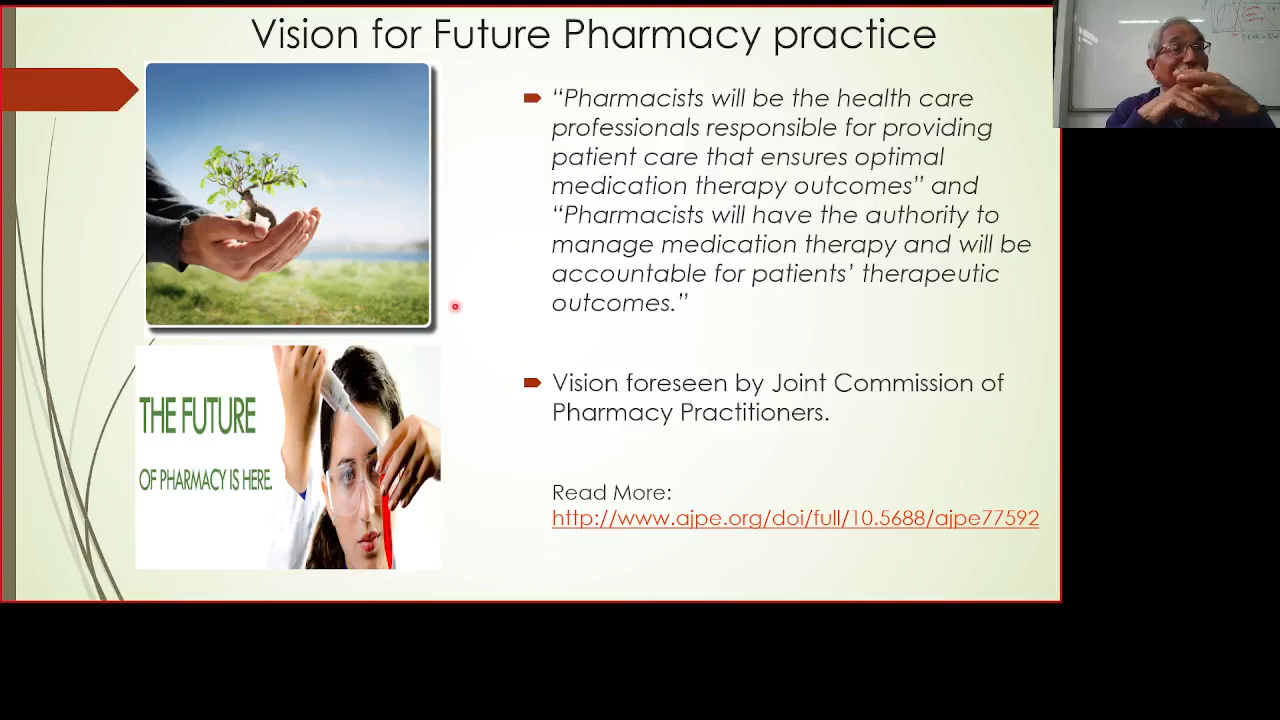 Vision for Future Pharmacy practice
“Pharmacists will be the health care
professionals responsible for providing
patient care that ensures optimal
medication therapy outcomes” and
“Pharmacists will have the authority to
manage medication therapy and will be
accountable for patients’ therapeutic
outcomes.”
Vision foreseen by Joint Commission of
Pharmacy Practitioners.
Read More:
http://www.ajpe.org/doi/full/10.5688/ajpe77592
THE FUTURE
OF PHARMACY IS HERE.